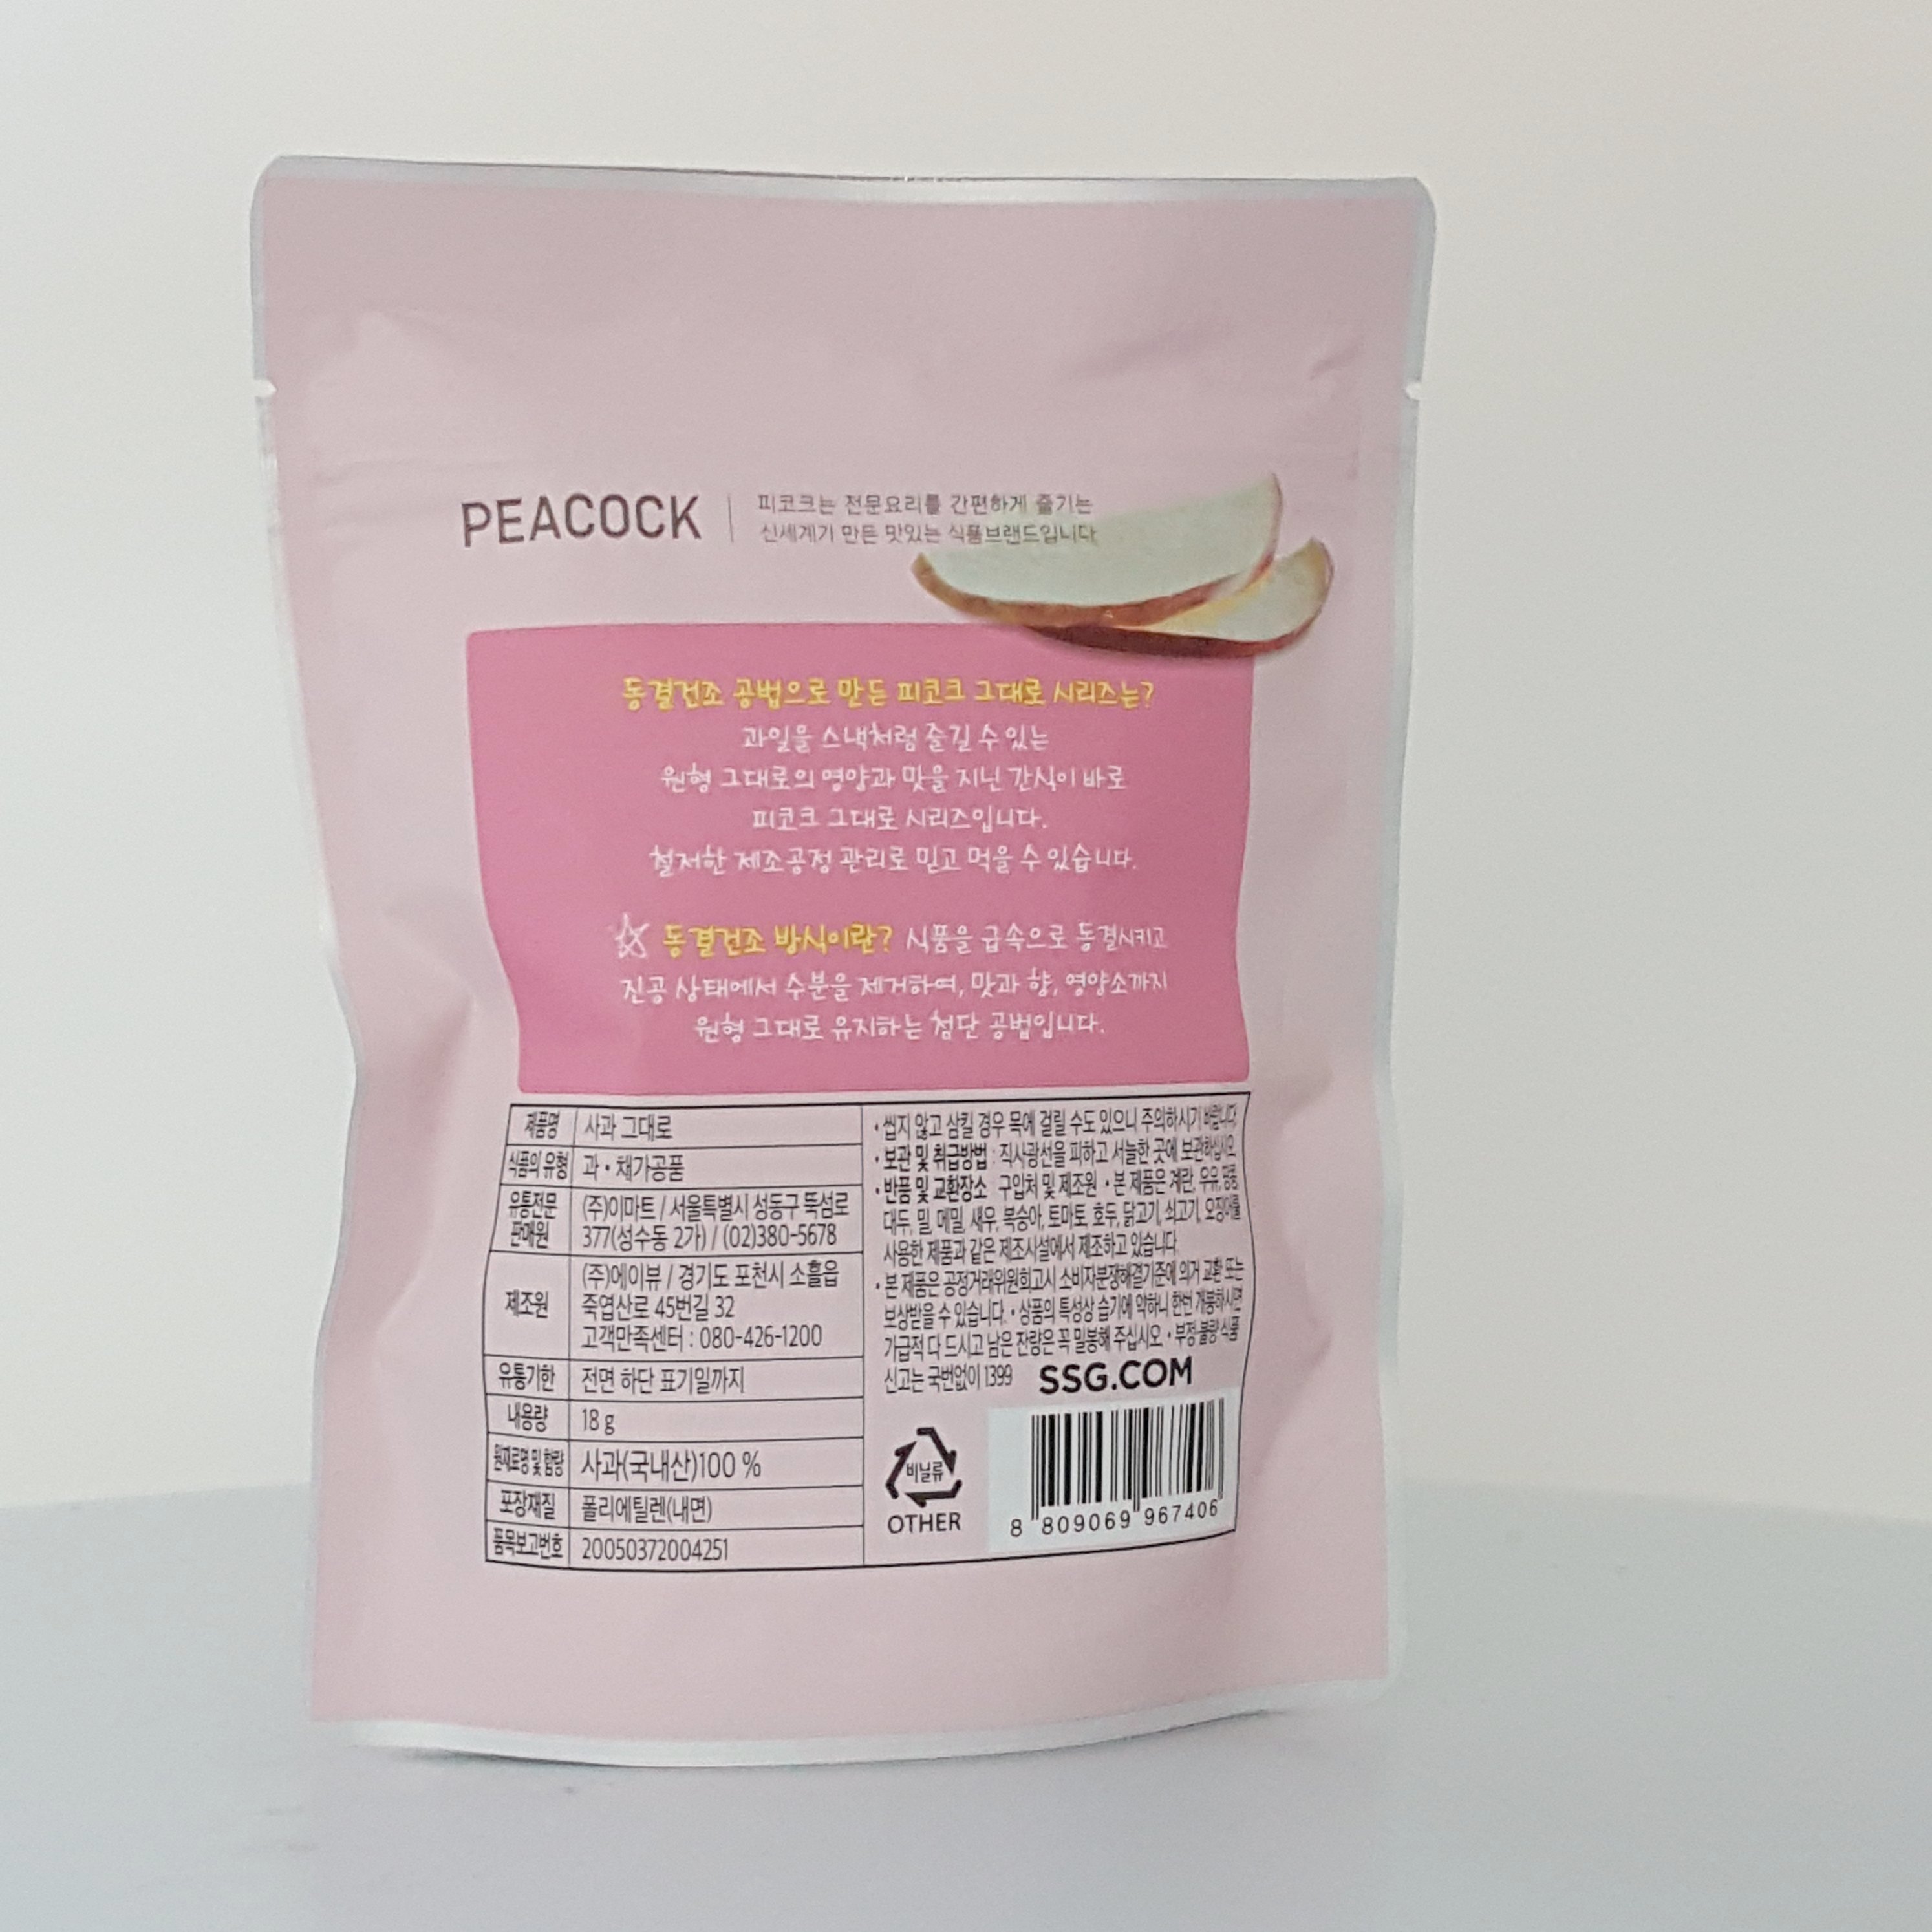 PEACOCK
피코크는 전문요리를 간편하게 즐기는
신세계가 만든 맛있는 식품브랜드입니다
동결건조 공법으로 만든 피코크 그대로 시리즈는?
과일을 스낵처럼 즐길 수 있는
원형 그대로의 영양과 맛을 지닌 간식이 바로
피코크 그대로 시리즈입니다.
철저한 제조공정 관리로 믿고 먹을 수 있습니다.
동결건조 방식이란? 식품을 급속으로 동결시키고
진공 상태에서 수분을 제거하여, 맛과 향, 영양소까지
원형 그대로 유지하는 첨단 공법입니다.
제품명 사과 그대로
식품의 유형 과·채가공품
유통전문
판매원
(주)이마트 / 서울특별시 성동구 뚝섬로
377(성수동 2가) / (02)380-5678
제조원
(주)에이뷰 / 경기도 포천시 소흘읍
죽엽산로 45번길 32
고객만족센터 : 080-426-1200
유통기한 전면 하단 표기일까지
내용량 18 g
원재료명 및 함량 사과(국내산)100 %
포장재질 폴리에틸렌(내면)
품목보고번호 20050372004251
· 씹지 않고 삼킬 경우 목에 걸릴 수도 있으니 주의하시기 바랍니다
· 보관 및 취급방법 : 직사광선을 피하고 서늘한 곳에 보관하십시오
· 반품 및 교환장소 : 구입처 및 제조원 · 본 제품은 계란, 우유, 땅콩,
대두, 밀, 메밀, 새우, 복숭아, 토마토, 호두, 닭고기, 쇠고기, 오징어를
사용한 제품과 같은 제조시설에서 제조하고 있습니다.
· 본 제품은 공정거래위원회고시 소비자분쟁해결기준에 의거 교환 또는
보상받을 수 있습니다. · 상품의 특성상 습기에 약하니 한번 개봉하시면
가급적 다 드시고 남은 잔량은 꼭 밀봉해 주십시오 · 부정·불량식품
신고는 국번없이 1399
SSG.COM
비닐류
OTHER
8 809069 967406